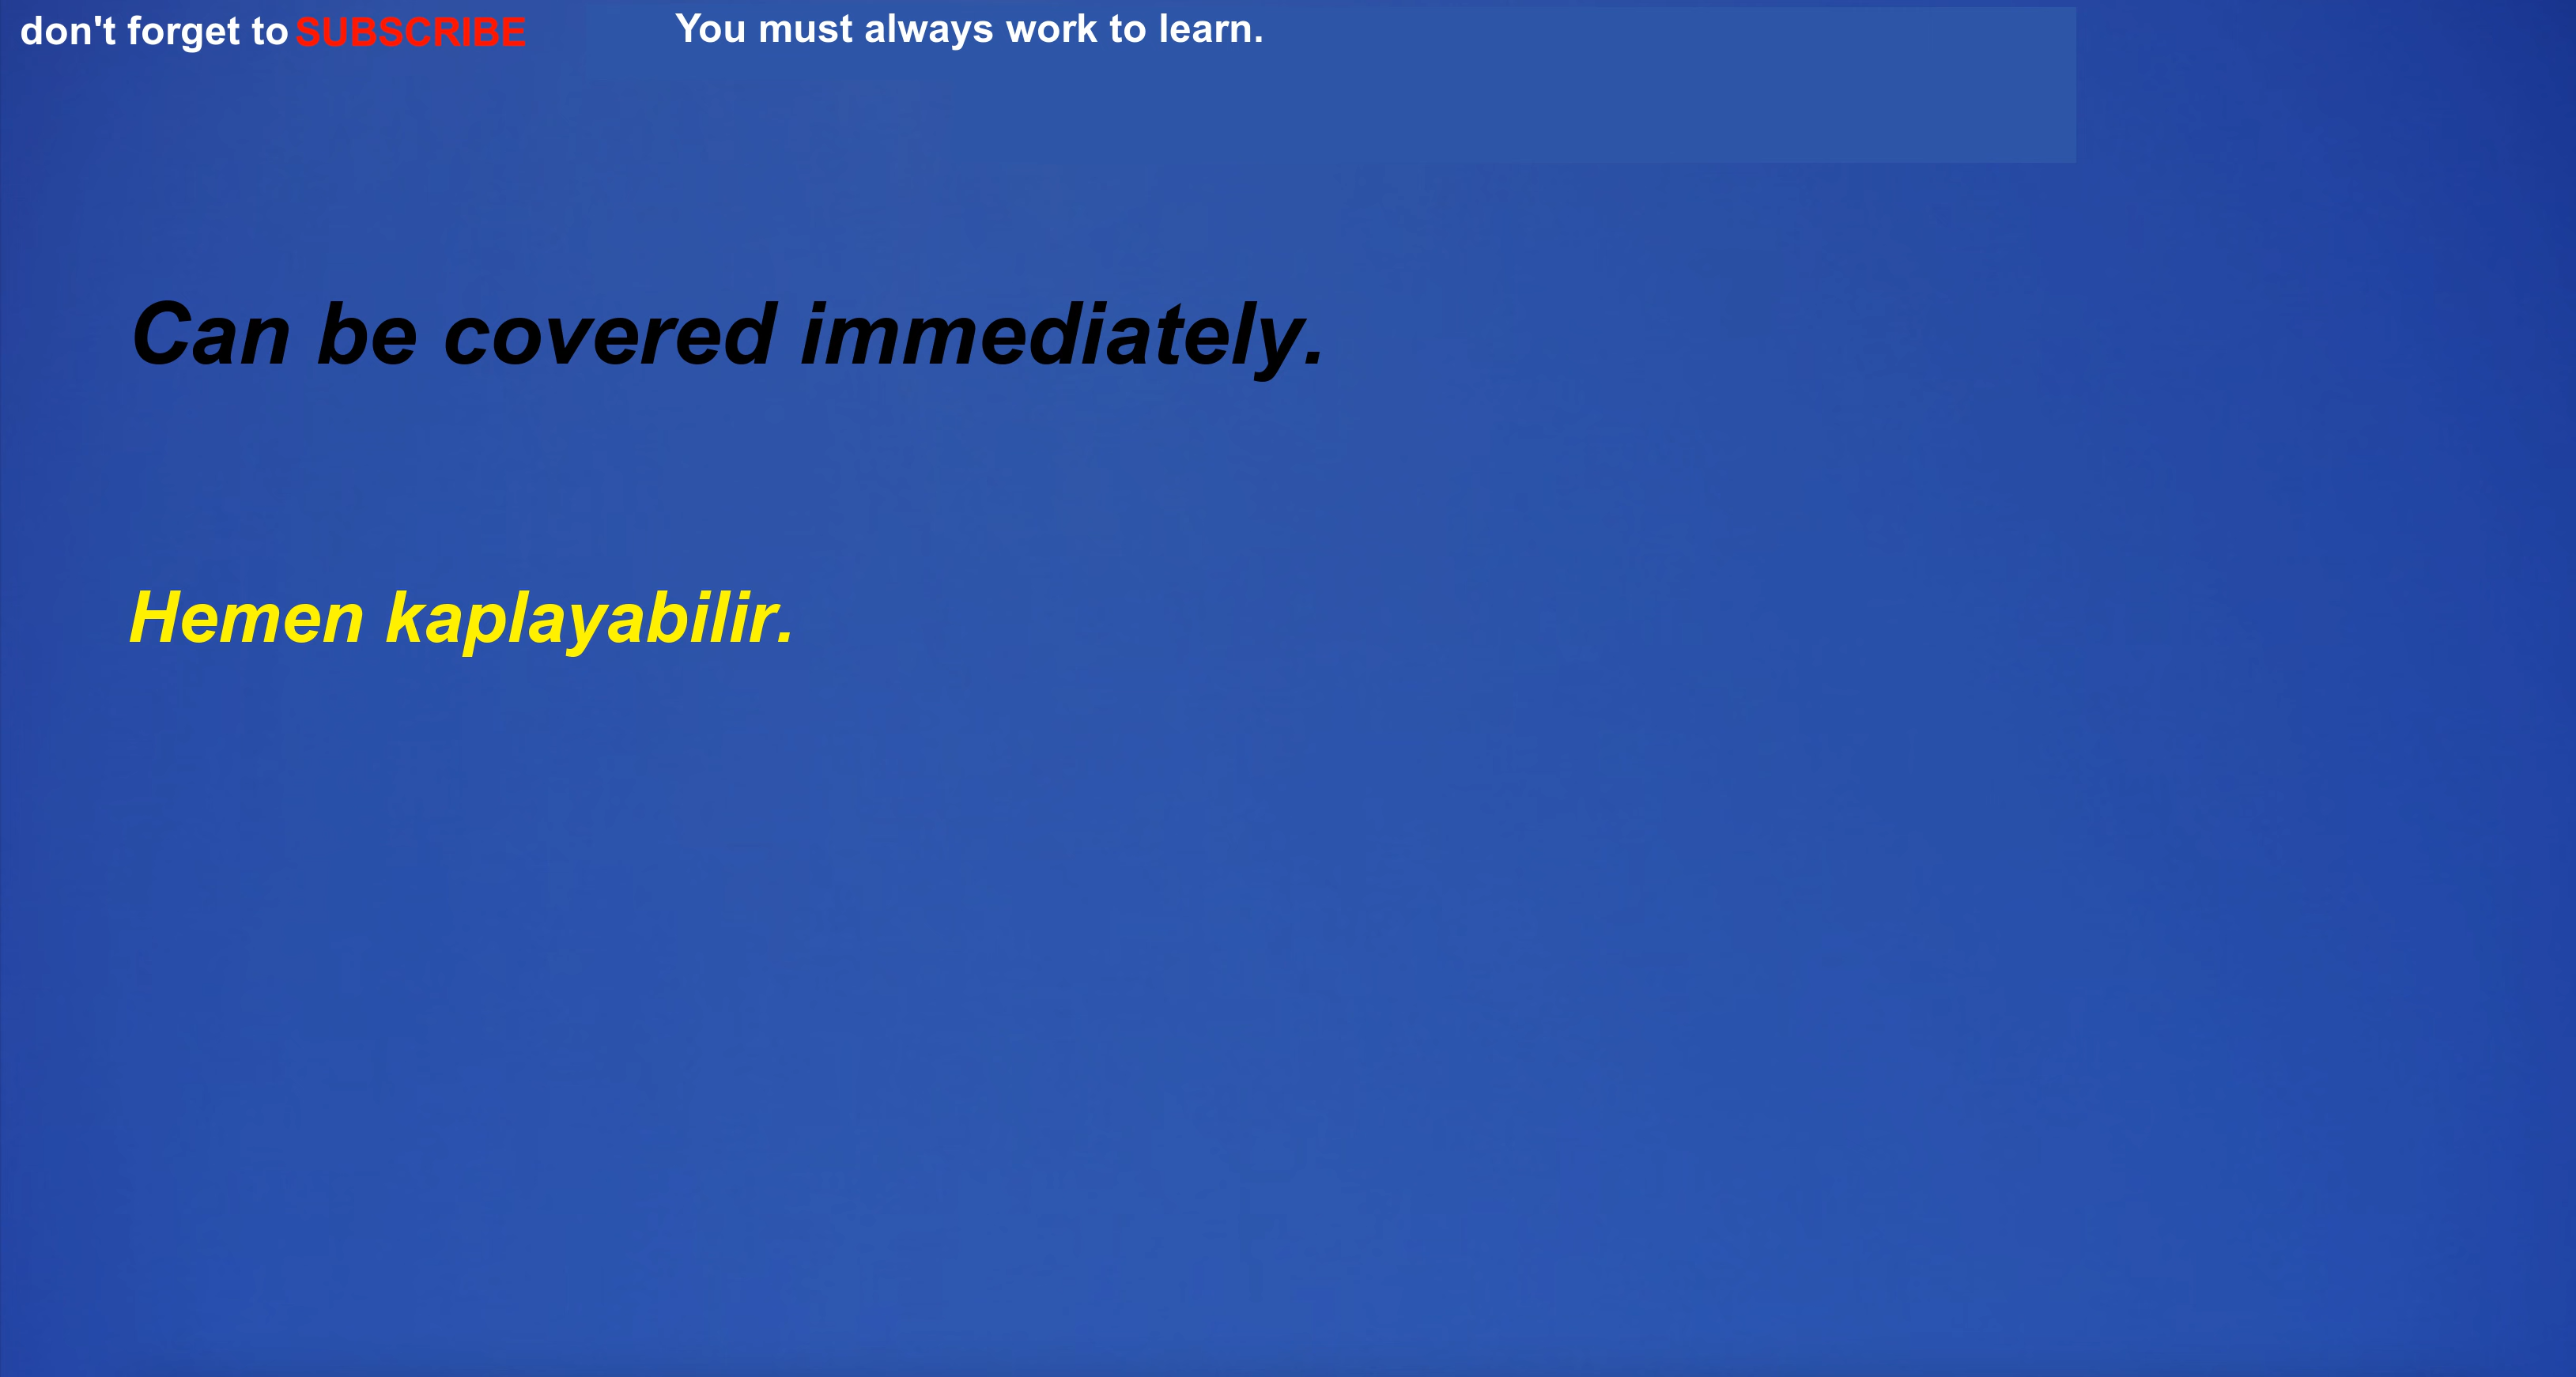 don't forget to SUBSCRIBE You must always work to learn.
Can be covered immediately.
Hemen kaplayabilir.